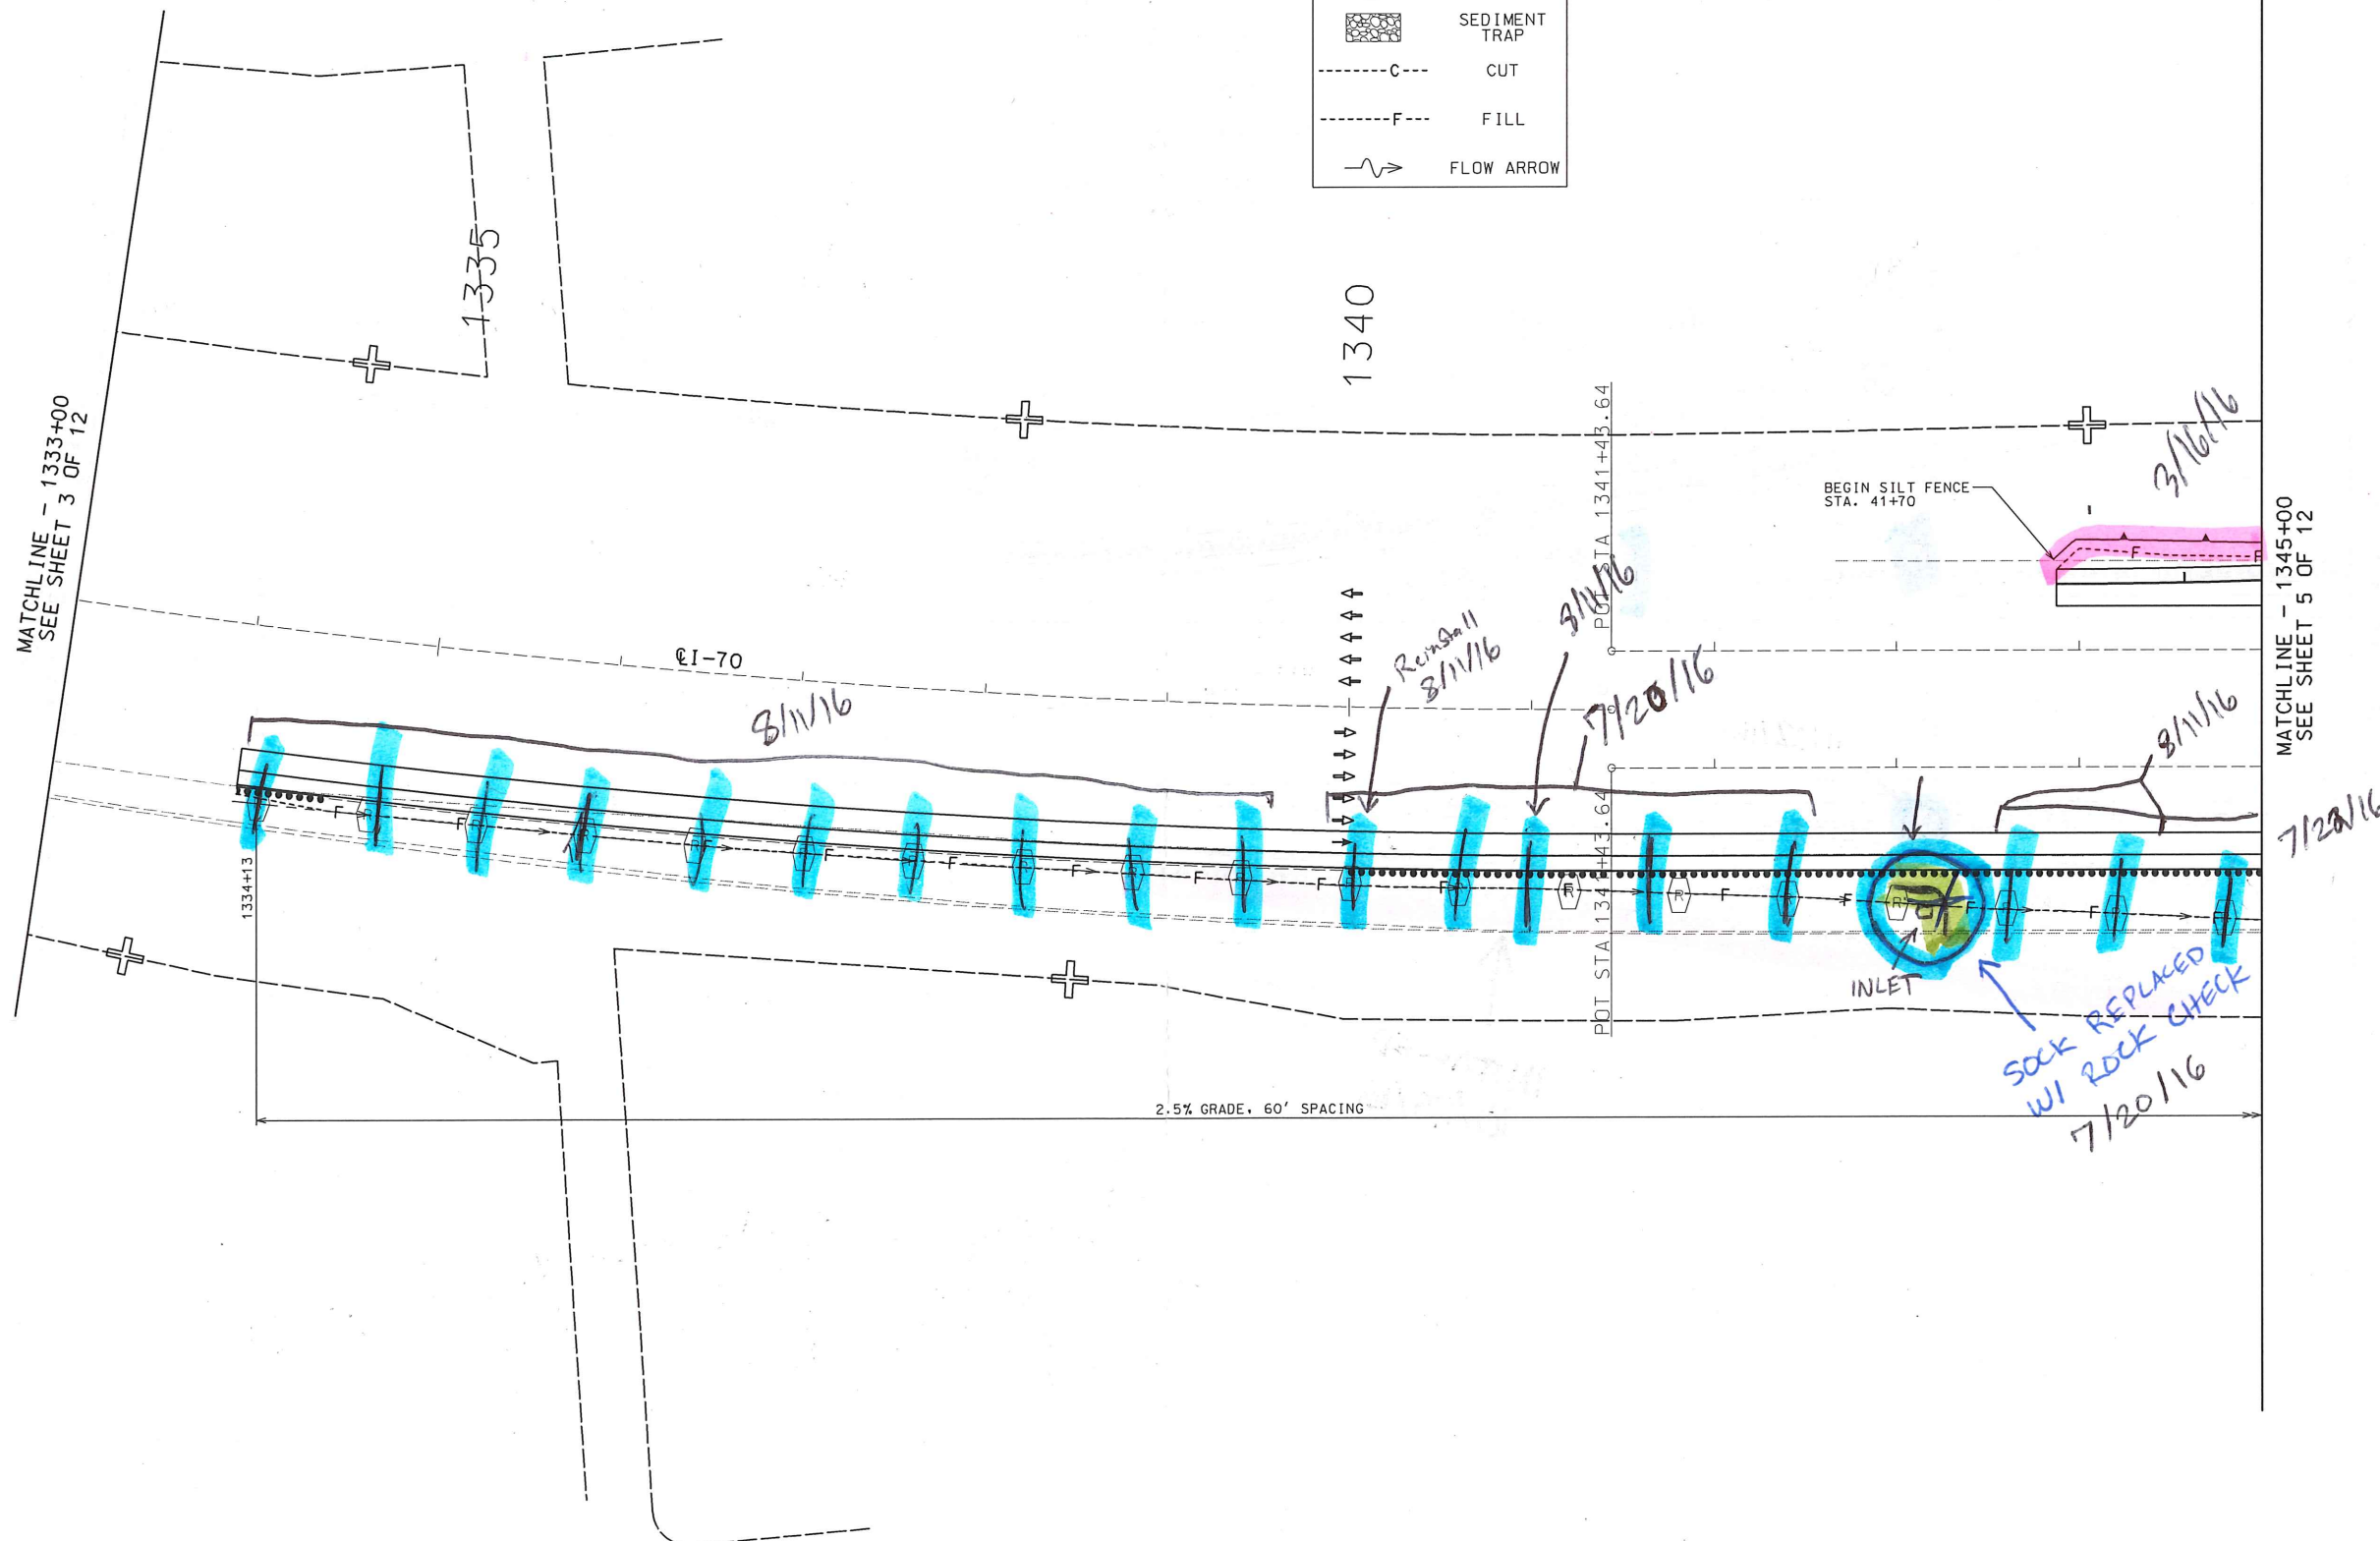 SEDIMENT
TRAP
C
CUT
F
FILL
FLOW ARROW
1335
1340
MATCHLINE - 1333+00
SEE SHEET 3 OF 12
POT STA 1341+43.64
3/16/16
BEGIN SILT FENCE
STA. 41+70
F
F
MATCHLINE - 1345+00
SEE SHEET 5 OF 12
℄I-70
8/11/16
Reinstall
8/11/16
8/11/16
7/20/16
8/11/16
1334+13
F
R
F
R
R
R
F
R
F
R
F
R
F
R
F
R
F
R
F
R
R
R
F
R
F
R
F
R
F
R
F
POT STA 1341+43.64
INLET
SOCK REPLACED
W/ ROCK CHECK
7/20/16
2.5% GRADE, 60' SPACING